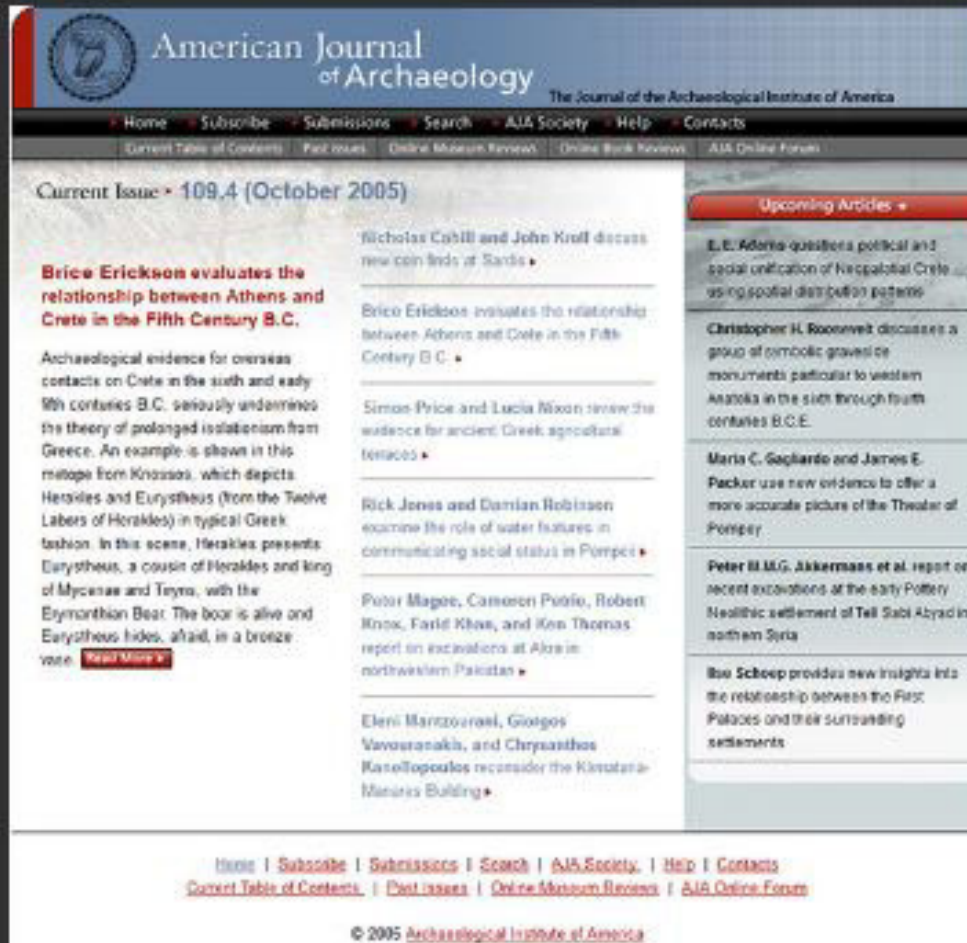 American Journal
of Archaeology
The Journal of the Archaeological Institute of America
Home Subscribe Submissions Search AJA Society Help Contacts
Current Table of Contents Past Issues Online Museum Reviews Online Book Reviews AJA Online Forum
Current Issue • 109.4 (October 2005)
Brice Erickson evaluates the
relationship between Athens and
Crete in the Fifth Century B.C.
Archaeological evidence for overseas
contacts on Crete in the sixth and early
fifth centuries B.C. seriously undermines
the theory of prolonged isolationism from
Greece. An example is shown in this
metope from Knossos, which depicts
Herakles and Eurystheus (from the Twelve
Labors of Herakles) in typical Greek
fashion. In this scene, Herakles presents
Eurystheus, a cousin of Herakles and king
of Mycenae and Tiryns, with the
Erymanthian Boar. The boar is alive and
Eurystheus hides, afraid, in a bronze
vase. Read More
Nicholas Cahill and John Kroll discuss
new coin finds at Sardis
Brice Erickson evaluates the relationship
between Athens and Crete in the Fifth
Century B.C.
Simon Price and Lucia Nixon review the
evidence for ancient Greek agricultural
terraces
Rick Jones and Damian Robinson
examine the role of water features in
communicating social status in Pompeii
Peter Magee, Cameron Petrie, Robert
Knox, Farid Khan, and Ken Thomas
report on excavations at Akra in
northwestern Pakistan
Eleni Mantzourani, Giorgos
Vavouranakis, and Chrysanthos
Kanellopoulos reconsider the Klimataria-
Manares Building
Upcoming Articles
E. E. Adams questions political and
social unification of Neopalatial Crete
using spatial distribution patterns
Christopher H. Roosevelt discusses a
group of symbolic graveside
monuments particular to western
Anatolia in the sixth through fourth
centuries B.C.E.
Maria C. Gagliardo and James E.
Packer use new evidence to offer a
more accurate picture of the Theater of
Pompey
Peter M.M.G. Akkermans et al. report on
recent excavations at the early Pottery
Neolithic settlement of Tell Sabi Abyad in
northern Syria
Ilse Schoep provides new insights into
the relationship between the First
Palaces and their surrounding
settlements
Home | Subscribe | Submissions | Search | AJA Society | Help | Contacts
Current Table of Contents | Past Issues | Online Museum Reviews | AJA Online Forum
© 2005 Archaeological Institute of America